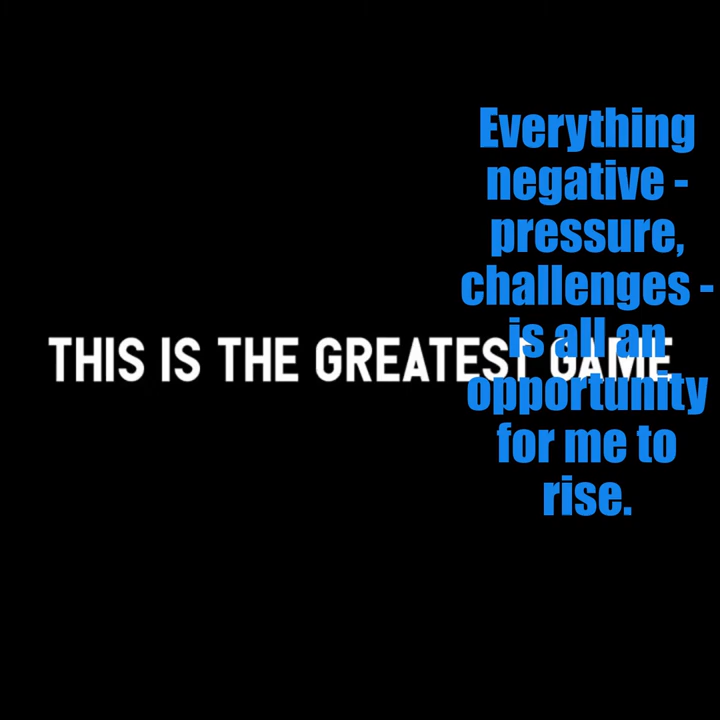 Everything
negative -
pressure,
challenges -
is all an
opportunity
for me to
rise.
THIS IS THE GREATEST GAME